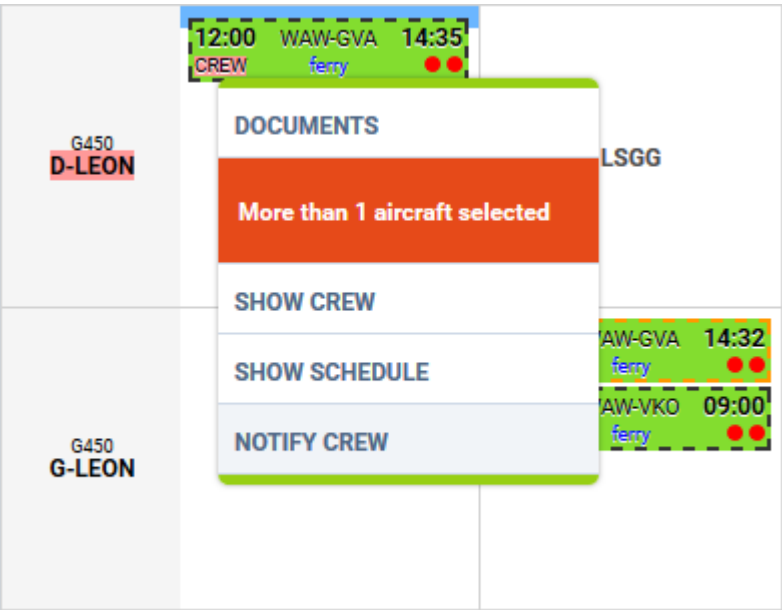 12:00 WAW-GVA 14:35
CREW ferry
G450
D-LEON
LSGG
DOCUMENTS
More than 1 aircraft selected
SHOW CREW
SHOW SCHEDULE
NOTIFY CREW
AW-GVA 14:32
ferry
AW-VKO 09:00
ferry
G450
G-LEON